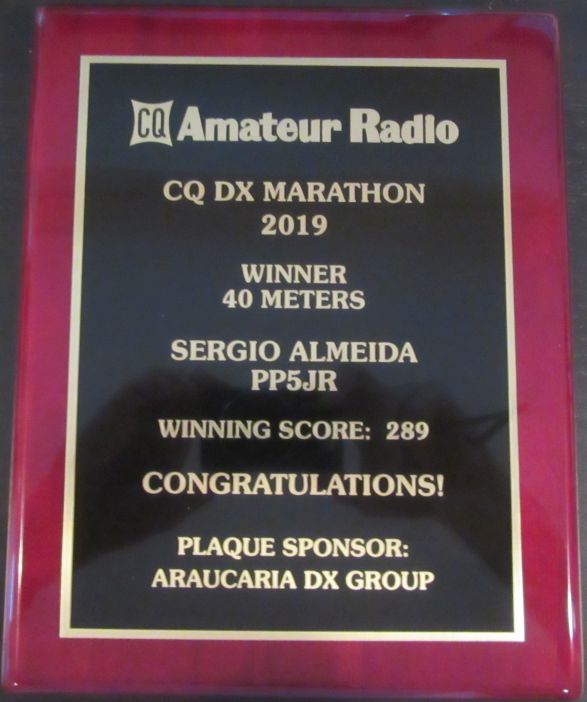 CQ Amateur Radio
CQ DX MARATHON
2019
WINNER
40 METERS
SERGIO ALMEIDA
PP5JR
WINNING SCORE: 289
CONGRATULATIONS!
PLAQUE SPONSOR:
ARAUCARIA DX GROUP